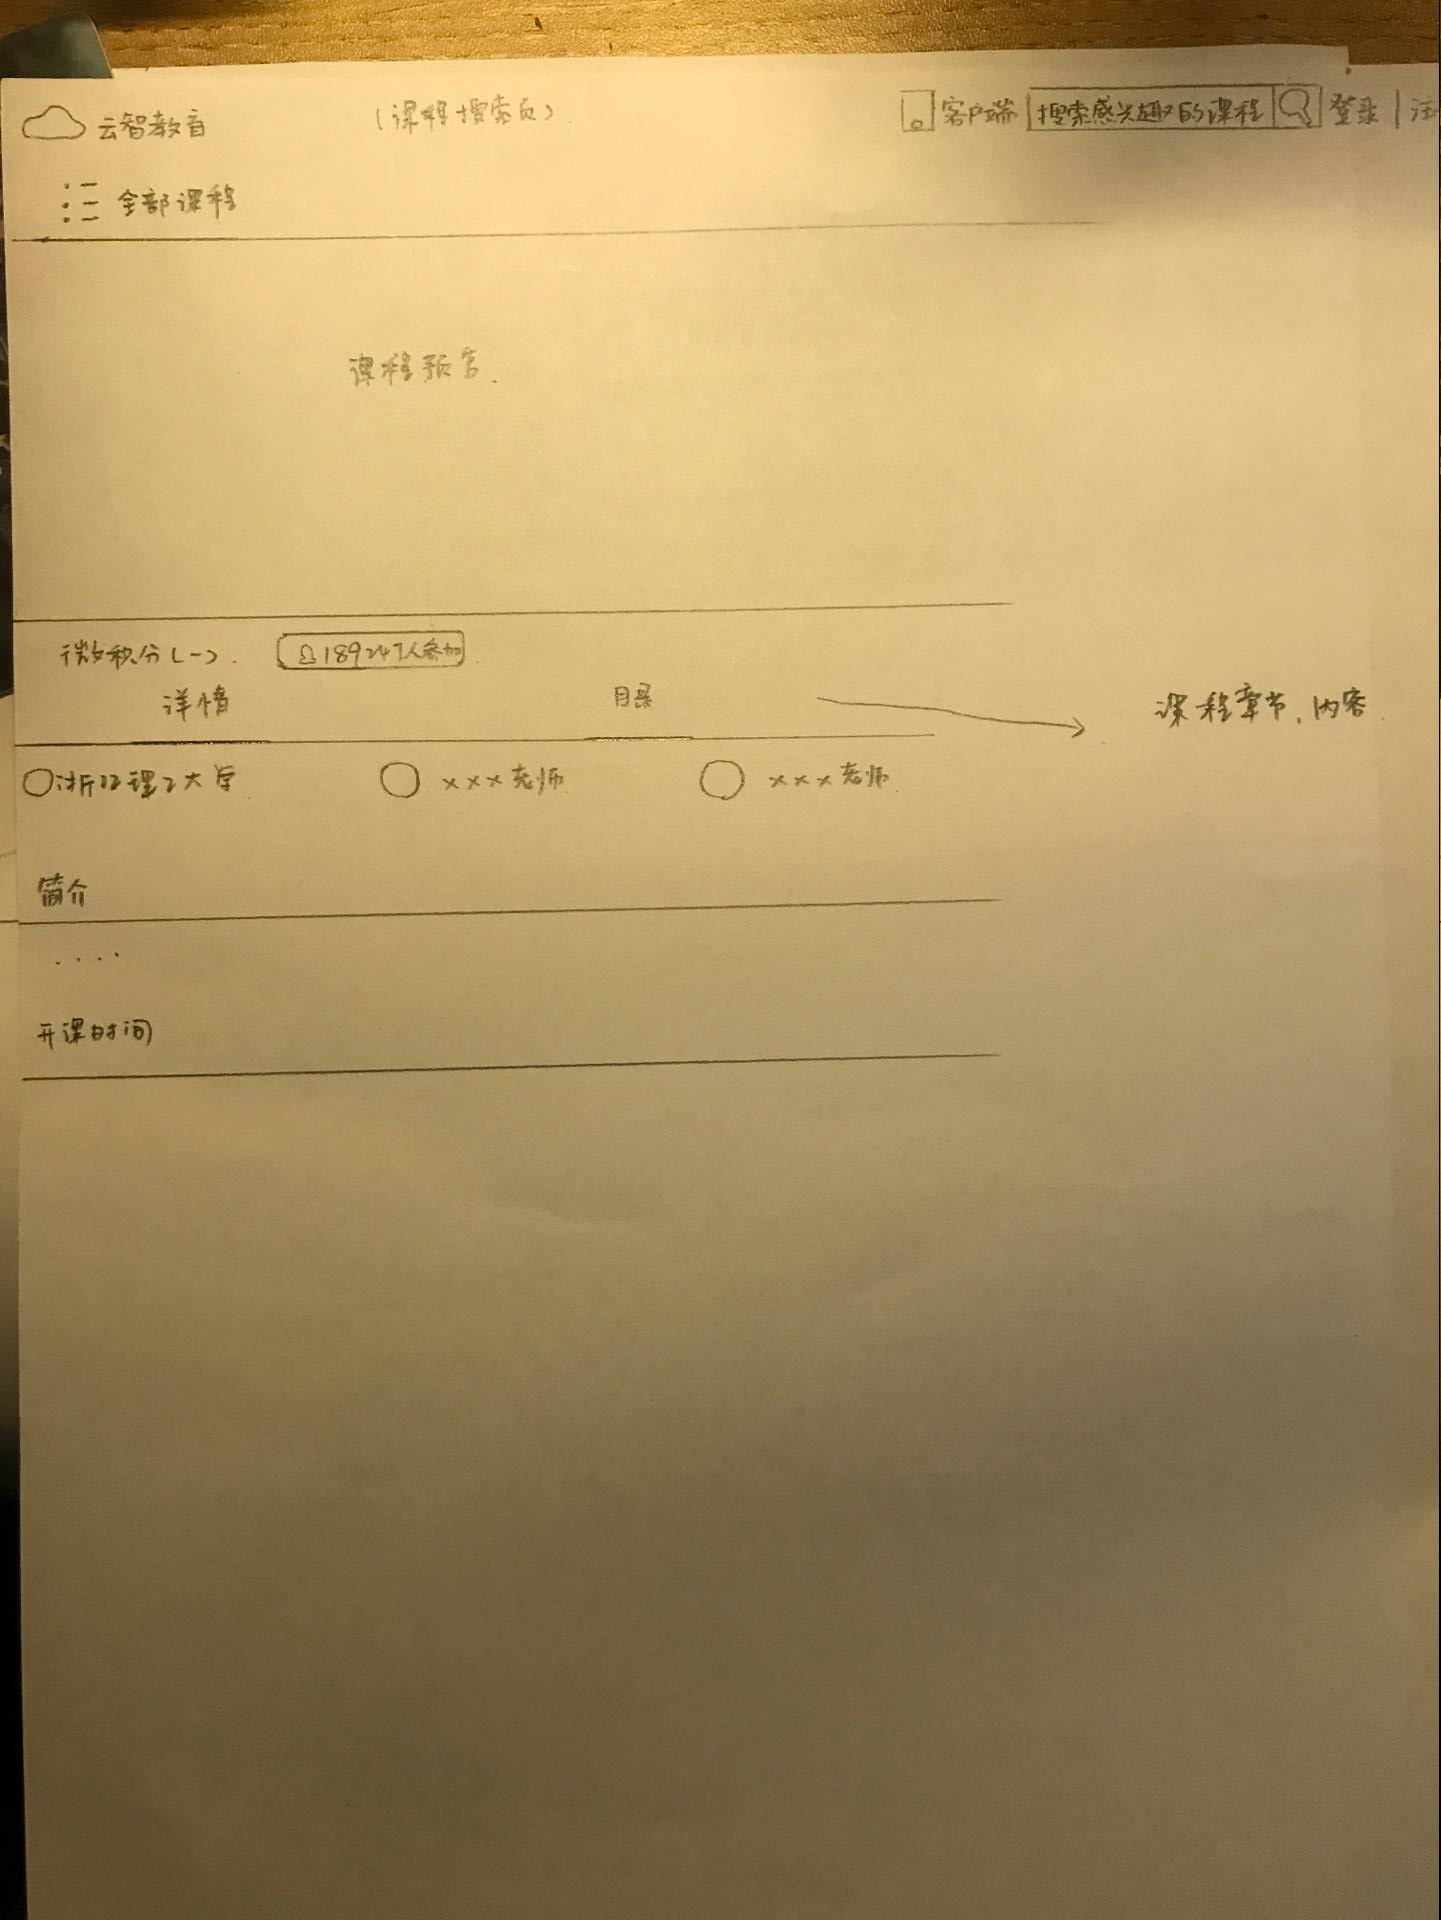 云智教育 (课程搜索页) 客户端 搜索感兴趣的课程 登录 | 注
全部课程
课程预告.
微积分(一). 189247人参加
详情 目录 课程章节、内容.
浙江理工大学 ×××老师 ×××老师
简介
....
开课时间